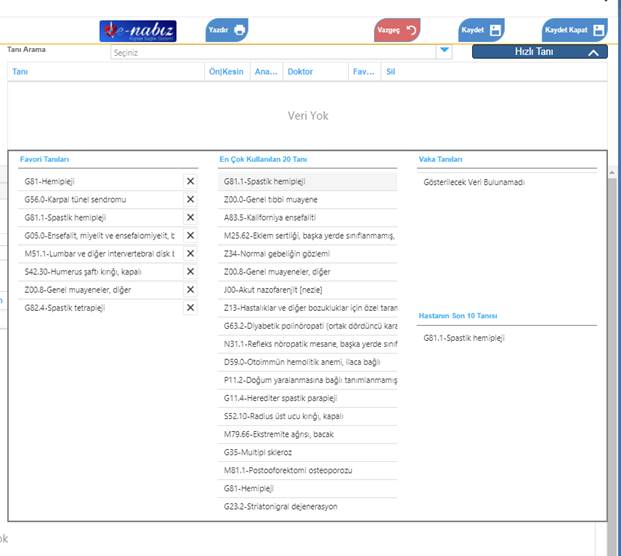 e-nabız
Yazdır
Vazgeç
Kaydet
Kaydet Kapat
Tanı Arama
Seçiniz
Hızlı Tanı
Tanı
Ön|Kesin
Ana...
Doktor
Fav...
Sil
Veri Yok
Favori Tanıları
G81-Hemipleji
G56.0-Karpal tünel sendromu
G81.1-Spastik hemipleji
G05.0-Ensefalit, miyelit ve ensefalomiyelit, b
M51.1-Lumbar ve diğer intervertebral disk b
S42.30-Humerus şaftı kırığı, kapalı
Z00.8-Genel muayeneler, diğer
G82.4-Spastik tetrapleji
En Çok Kullanılan 20 Tanı
G81.1-Spastik hemipleji
Z00.0-Genel tıbbi muayene
A83.5-Kaliforniya ensefaliti
M25.62-Eklem sertliği, başka yerde sınıflanmamış,
Z34-Normal gebeliğin gözlemi
Z00.8-Genel muayeneler, diğer
J00-Akut nazofarenjit [nezle]
Z13-Hastalıklar ve diğer bozukluklar için özel taran
G63.2-Diyabetik polinöropati (ortak dördüncü kara
N31.1-Refleks nöropatik mesane, başka yerde sınıf
D59.0-Otoimmün hemolitik anemi, ilaca bağlı
P11.2-Doğum yaralanmasına bağlı tanımlanmamış
G11.4-Herediter spastik parapleji
S52.10-Radius üst ucu kırığı, kapalı
M79.66-Ekstremite ağrısı, bacak
G35-Multipl skleroz
M81.1-Postooforektomi osteoporozu
G81-Hemipleji
G23.2-Striatonigral dejenerasyon
Vaka Tanıları
Gösterilecek Veri Bulunamadı
Hastanın Son 10 Tanısı
G81.1-Spastik hemipleji
ok